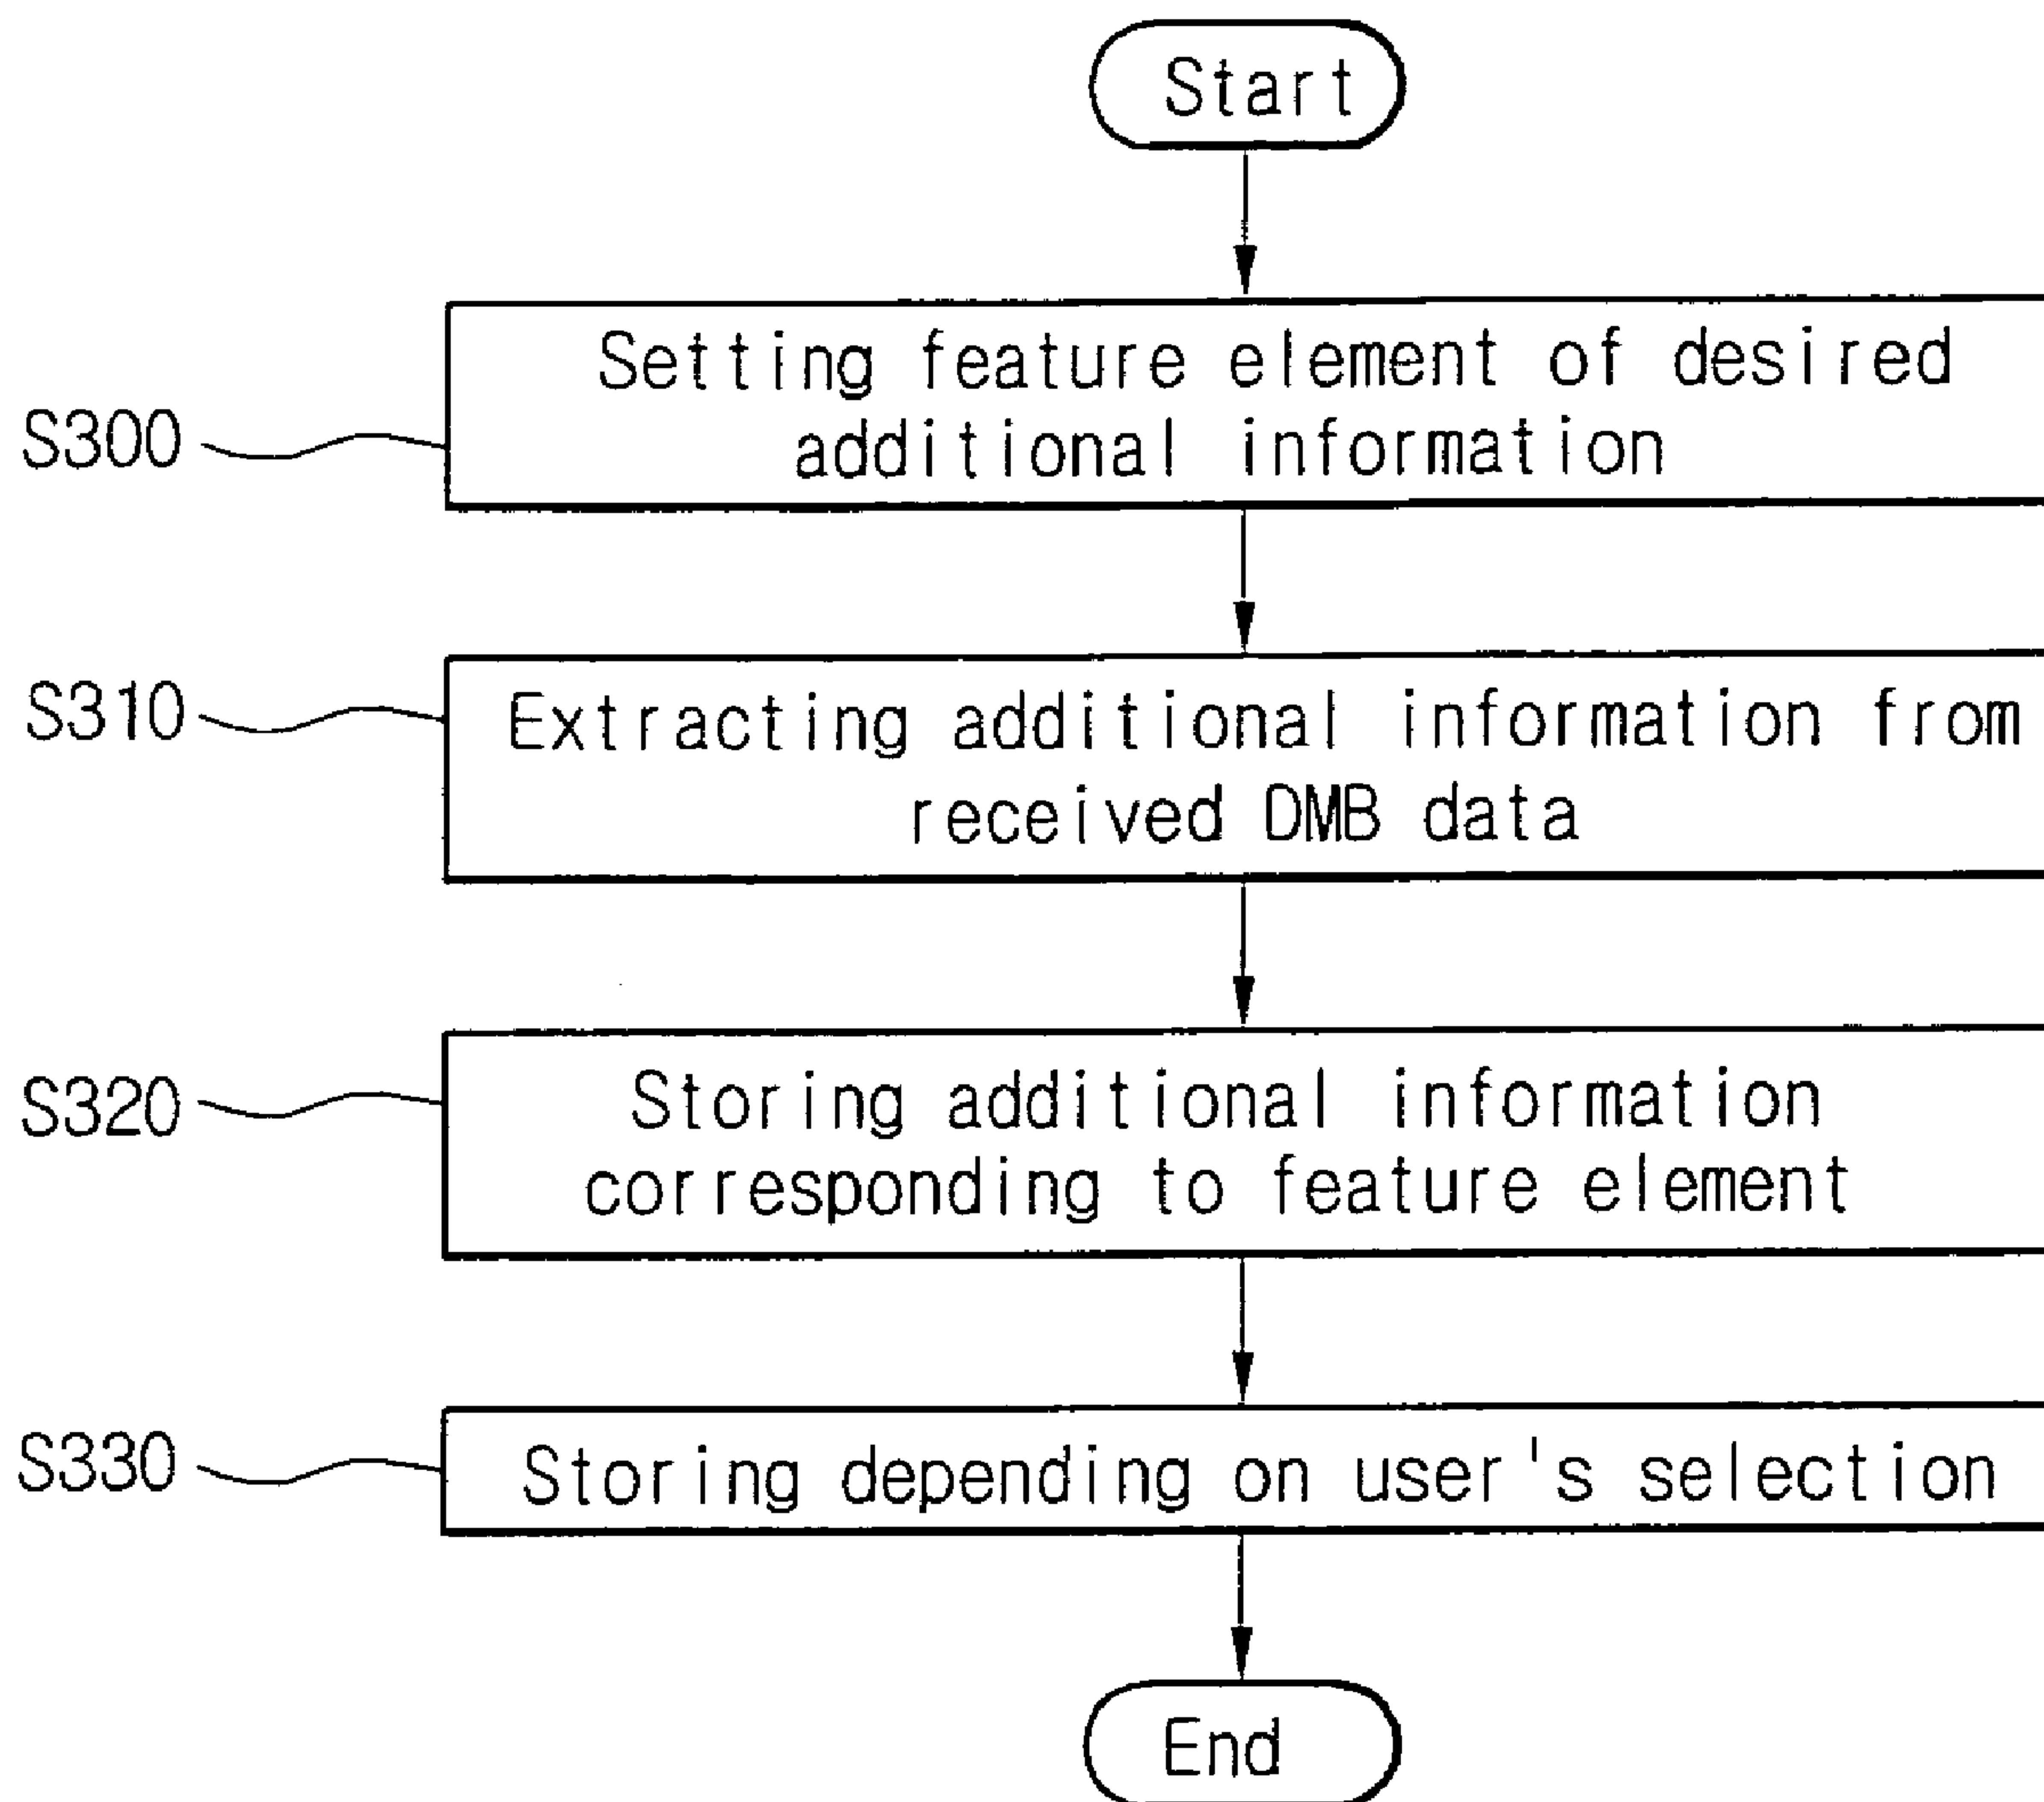 Start
Setting feature element of desired
additional information
S300
Extracting additional information from
received DMB data
S310
Storing additional information
corresponding to feature element
S320
Storing depending on user's selection
S330
End